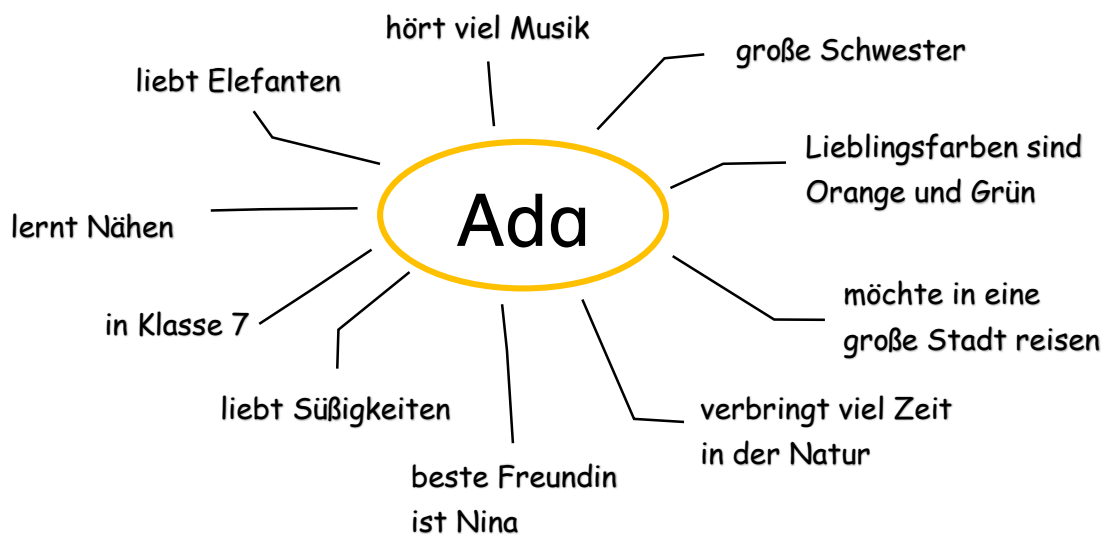 hört viel Musik
große Schwester
liebt Elefanten
Lieblingsfarben sind
Orange und Grün
Ada
lernt Nähen
möchte in eine
große Stadt reisen
in Klasse 7
liebt Süßigkeiten
verbringt viel Zeit
in der Natur
beste Freundin
ist Nina